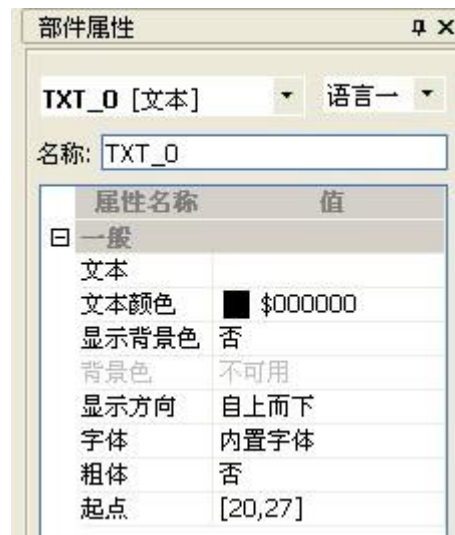 部件属性
TXT_0 [文本] 语言一
名称: TXT_0
属性名称 值
一般
文本
文本颜色 $000000
显示背景色 否
背景色 不可用
显示方向 自上而下
字体 内置字体
粗体 否
起点 [20,27]